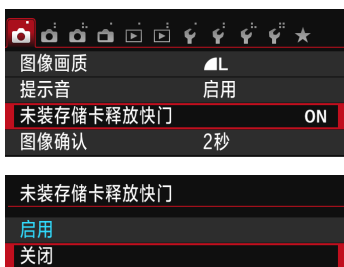 图像画质 L
提示音 启用
未装存储卡释放快门 ON
图像确认 2秒
未装存储卡释放快门
启用
关闭